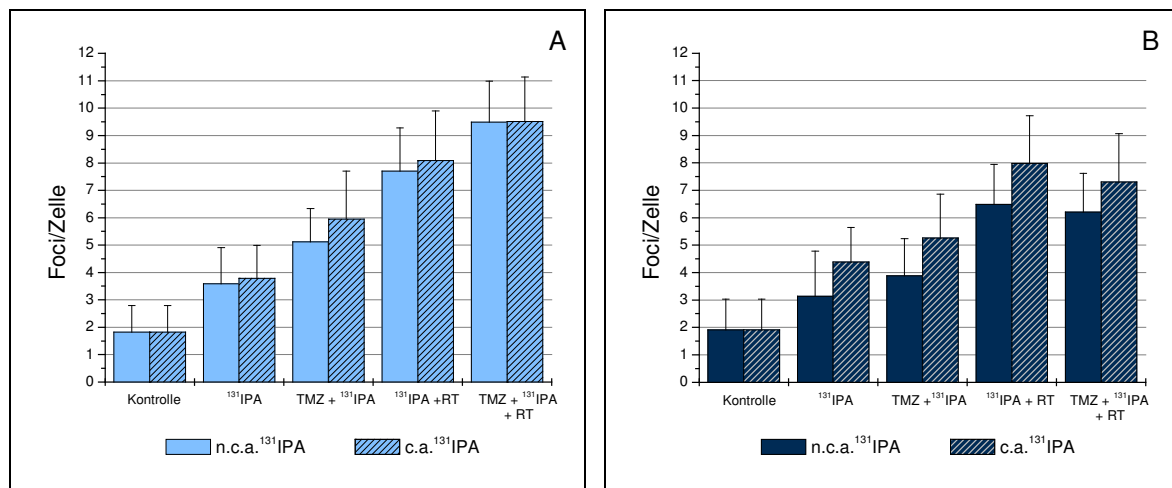 A
Foci/Zelle
12
11
10
9
8
7
6
5
4
3
2
1
0
Kontrolle
¹³¹IPA
TMZ + ¹³¹IPA
¹³¹IPA +RT
TMZ + ¹³¹IPA
+ RT
n.c.a.¹³¹IPA
c.a.¹³¹IPA
B
Foci/Zelle
12
11
10
9
8
7
6
5
4
3
2
1
0
Kontrolle
¹³¹IPA
TMZ +¹³¹IPA
¹³¹IPA + RT
TMZ + ¹³¹IPA
+ RT
n.c.a.¹³¹IPA
c.a.¹³¹IPA